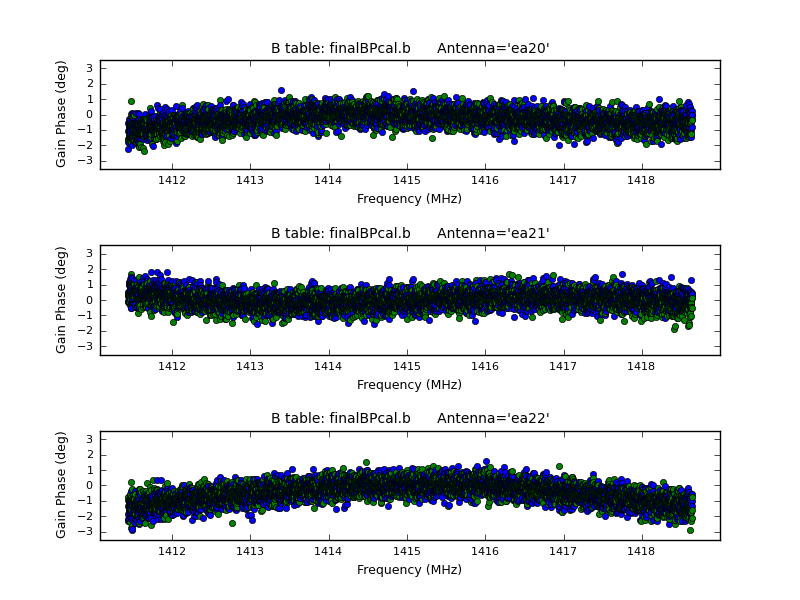 B table: finalBPcal.b Antenna='ea20'
Gain Phase (deg)
3
2
1
0
−1
−2
−3
1412 1413 1414 1415 1416 1417 1418
Frequency (MHz)
B table: finalBPcal.b Antenna='ea21'
Gain Phase (deg)
3
2
1
0
−1
−2
−3
1412 1413 1414 1415 1416 1417 1418
Frequency (MHz)
B table: finalBPcal.b Antenna='ea22'
Gain Phase (deg)
3
2
1
0
−1
−2
−3
1412 1413 1414 1415 1416 1417 1418
Frequency (MHz)